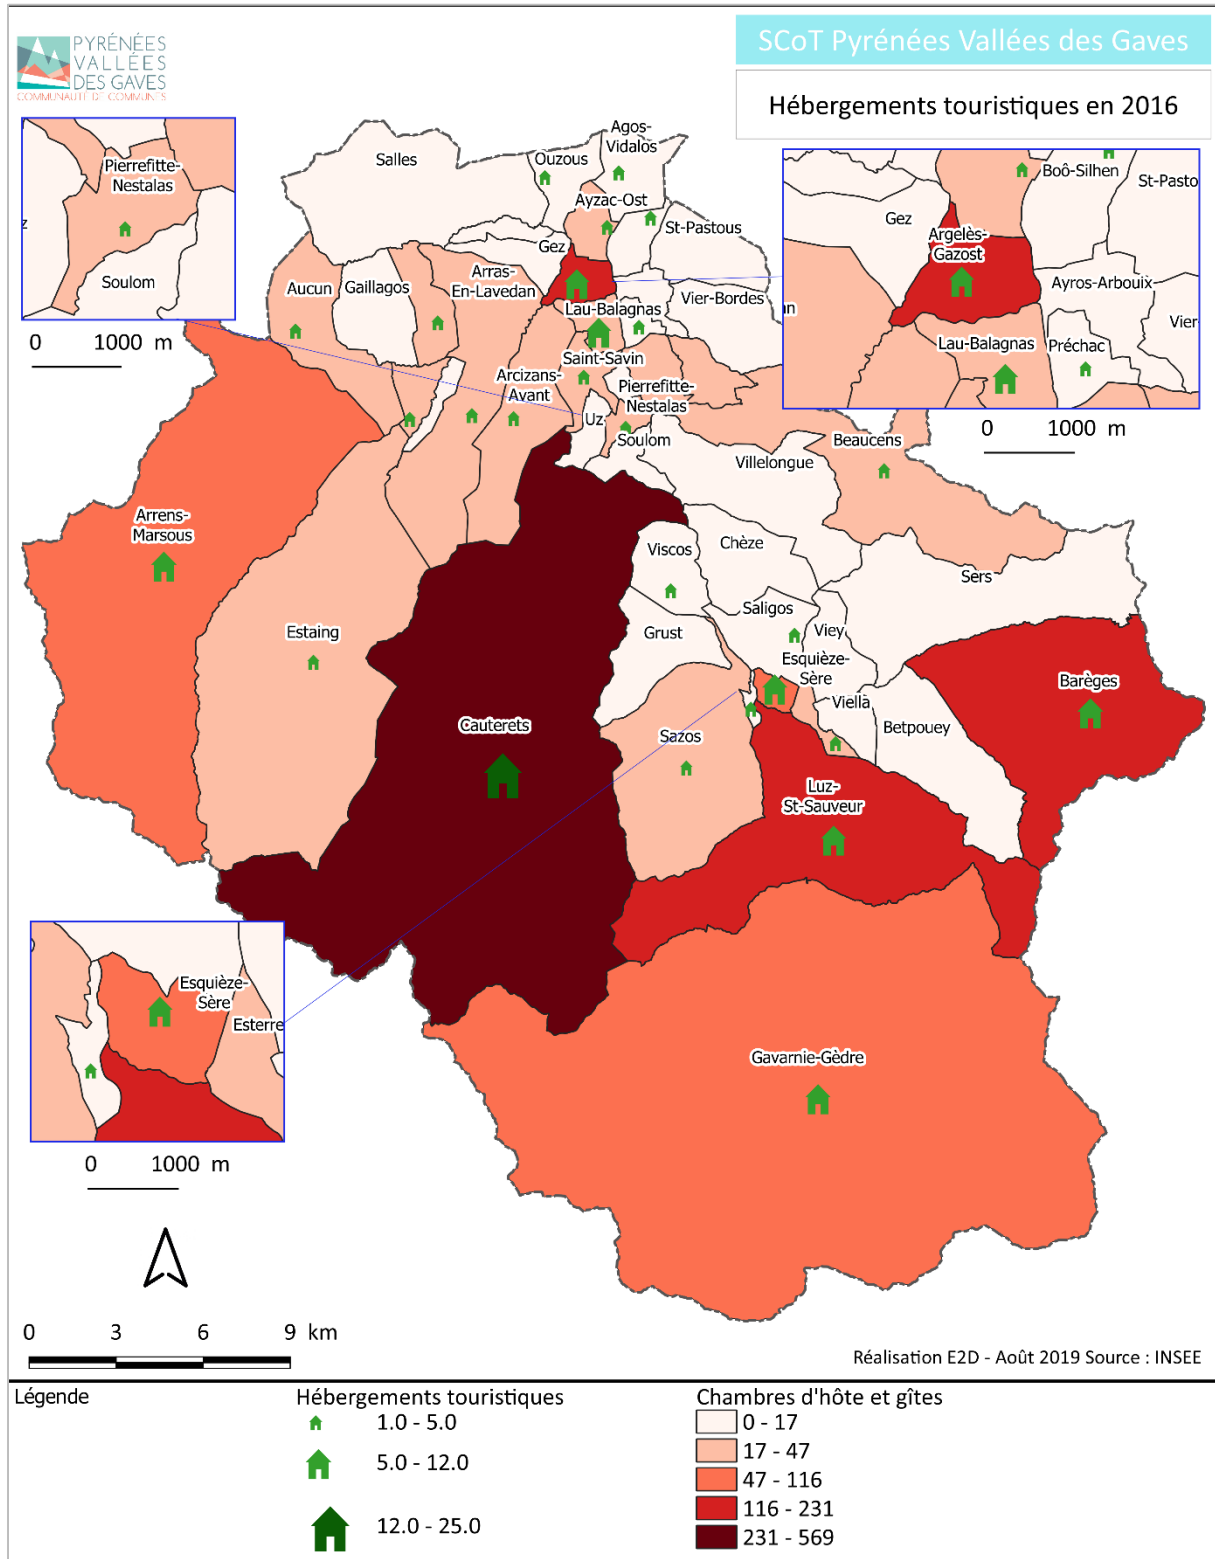 PYRÉNÉES
VALLÉES
DES GAVES
COMMUNAUTÉ DE COMMUNES
SCoT Pyrénées Vallées des Gaves
Hébergements touristiques en 2016
Pierrefitte-
Nestalas
Soulom
0 1000 m
Salles
Ouzous
Agos-
Vidalos
Ayzac-Ost
St-Pastous
Gez
Arras-
En-Lavedan
Aucun
Gaillagos
Vier-Bordes
Lau-Balagnas
Saint-Savin
Arcizans-
Avant
Pierrefitte-
Nestalas
Uz
Soulom
Villelongue
Beaucens
Boô-Silhen
St-Pasto
Gez
Argelès-
Gazost
Ayros-Arbouix
Vier-
Lau-Balagnas
Préchac
0 1000 m
Arrens-
Marsous
Estaing
Cauterets
Viscos
Chèze
Sers
Saligos
Viey
Grust
Esquièze-
Sère
Viella
Betpouey
Barèges
Sazos
Luz-
St-Sauveur
Gavarnie-Gèdre
Esquièze-
Sère
Esterre
0 1000 m
0 3 6 9 km
Réalisation E2D - Août 2019 Source : INSEE
Légende
Hébergements touristiques
1.0 - 5.0
5.0 - 12.0
12.0 - 25.0
Chambres d'hôte et gîtes
0 - 17
17 - 47
47 - 116
116 - 231
231 - 569